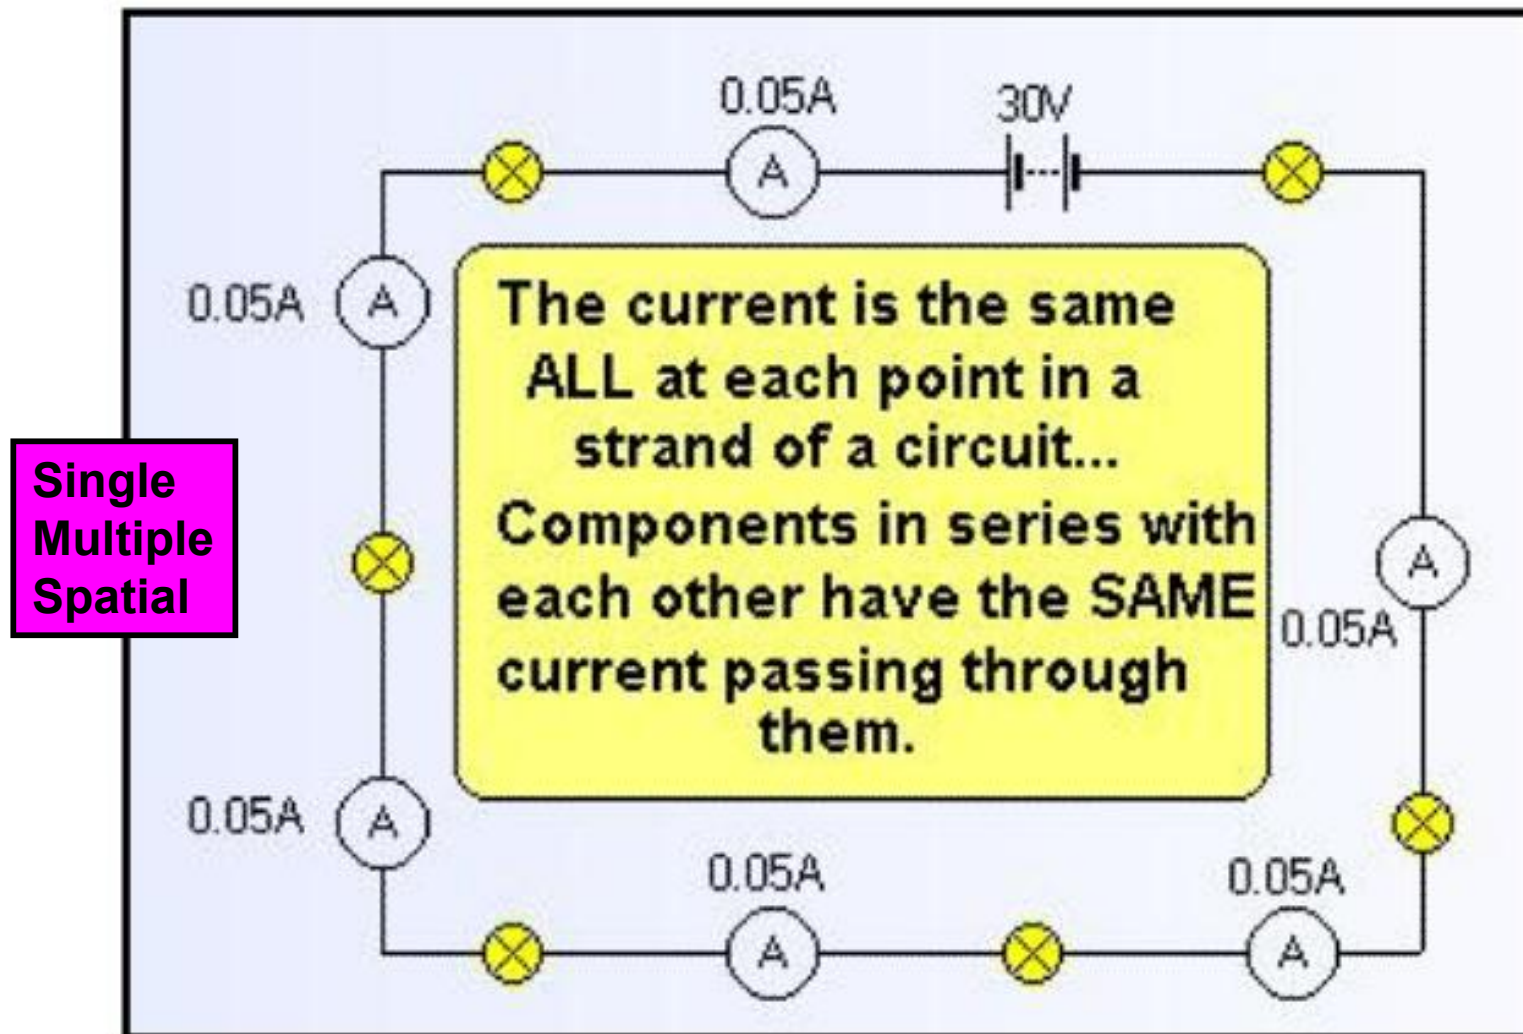 0.05A
30V
A
0.05A
A
The current is the same
ALL at each point in a
strand of a circuit...
Components in series with
each other have the SAME
current passing through
them.
Single
Multiple
Spatial
A
0.05A
0.05A
A
0.05A
0.05A
A
A